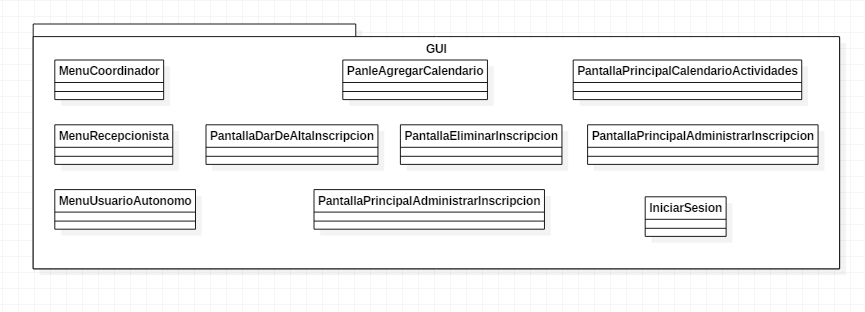 GUI
MenuCoordinador
PanleAgregarCalendario
PantallaPrincipalCalendarioActividades
MenuRecepcionista
PantallaDarDeAltaInscripcion
PantallaEliminarInscripcion
PantallaPrincipalAdministrarInscripcion
MenuUsuarioAutonomo
PantallaPrincipalAdministrarInscripcion
IniciarSesion